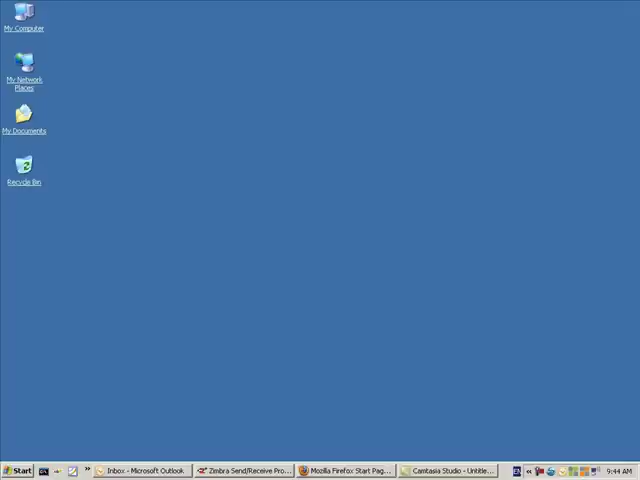 My Computer
My Network
Places
My Documents
Recycle Bin
Start
Inbox - Microsoft Outlook
Zimbra Send/Receive Pro...
Mozilla Firefox Start Pag...
Camtasia Studio - Untitle...
EN
9:44 AM